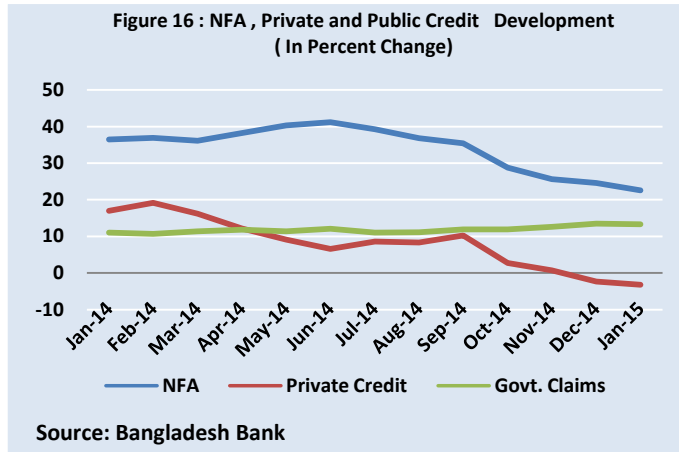 Figure 16 : NFA , Private and Public Credit Development
( In Percent Change)
50
40
30
20
10
0
-10
Jan-14
Feb-14
Mar-14
Apr-14
May-14
Jun-14
Jul-14
Aug-14
Sep-14
Oct-14
Nov-14
Dec-14
Jan-15
NFA
Private Credit
Govt. Claims
Source: Bangladesh Bank